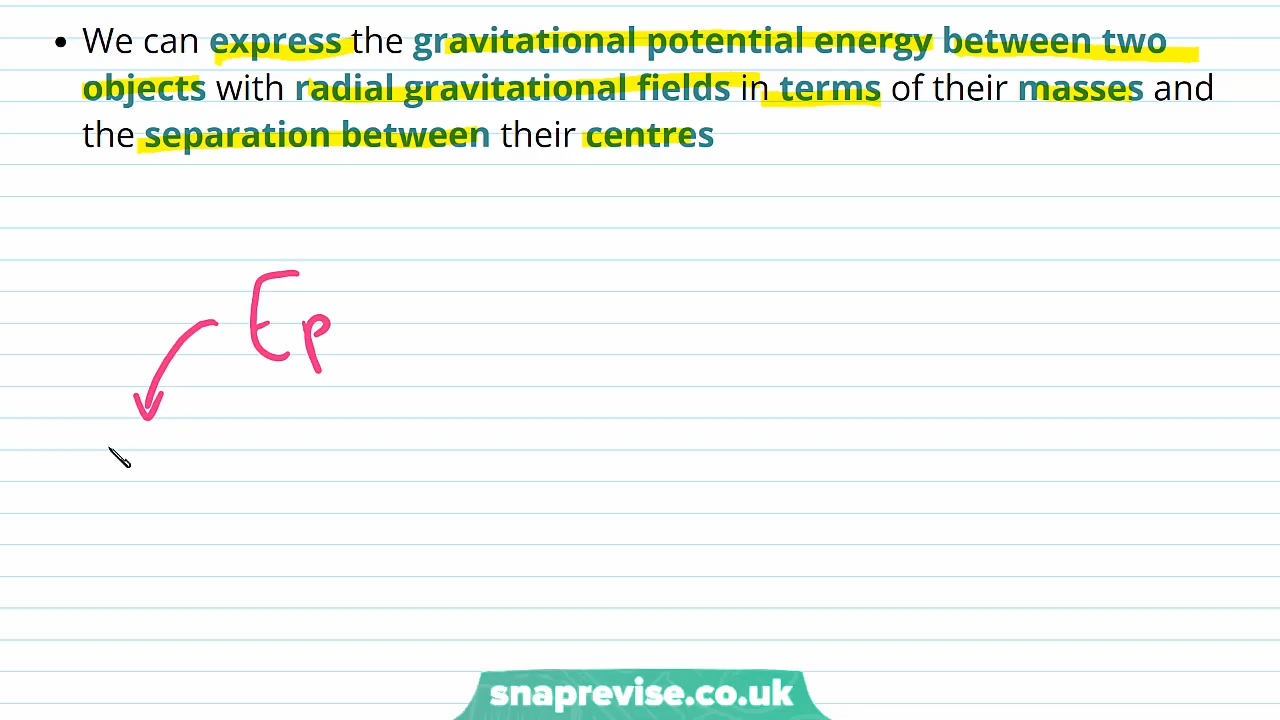 • We can express the gravitational potential energy between two
objects with radial gravitational fields in terms of their masses and
the separation between their centres
Ep
snaprevise.co.uk